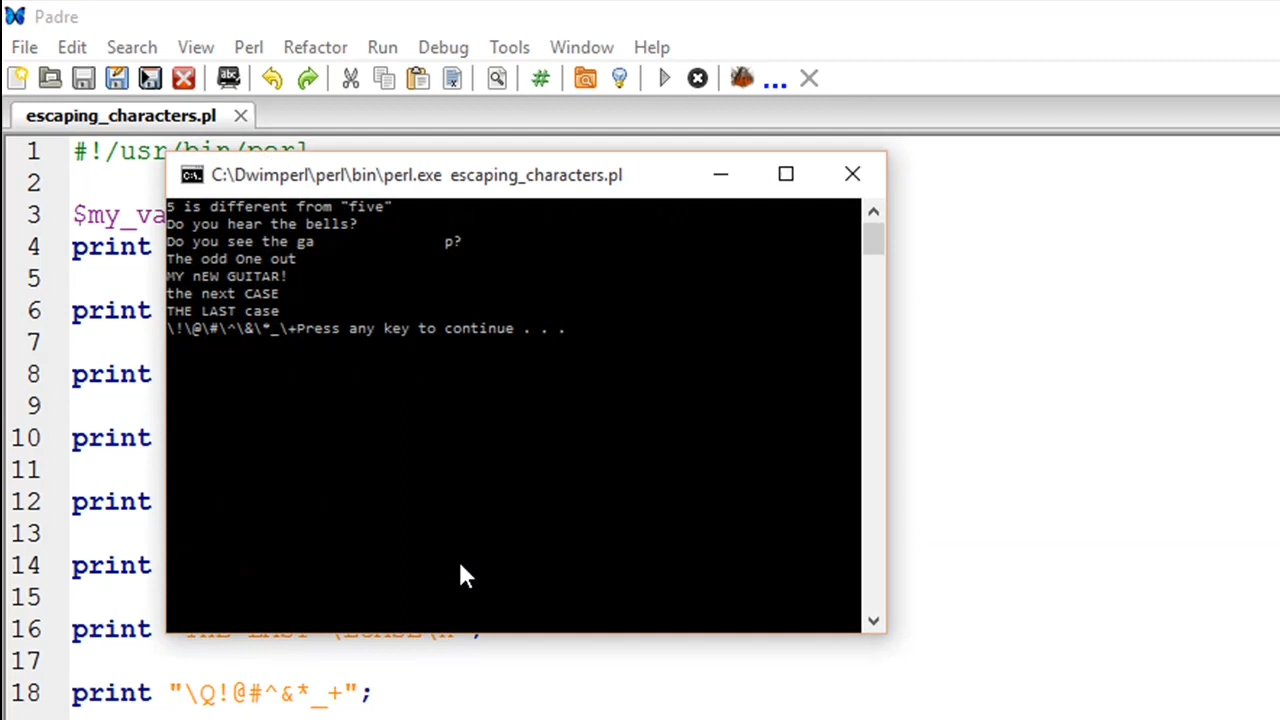 Padre
File Edit Search View Perl Refactor Run Debug Tools Window Help
escaping_characters.pl
1 #!/usr/bin/perl
C:\Dwimperl\perl\bin\perl.exe escaping_characters.pl
2
5 is different from "five"
3 $my_va
Do you hear the bells?
4 print
Do you see the ga p?
The odd One out
5
MY nEW GUITAR!
the next CASE
6 print
THE LAST case
\!\@\#\^\&\*_\+Press any key to continue . . .
7
8 print
9
10 print
11
12 print
13
14 print
15
16 print
17
18 print "\Q!@#^&*_+";